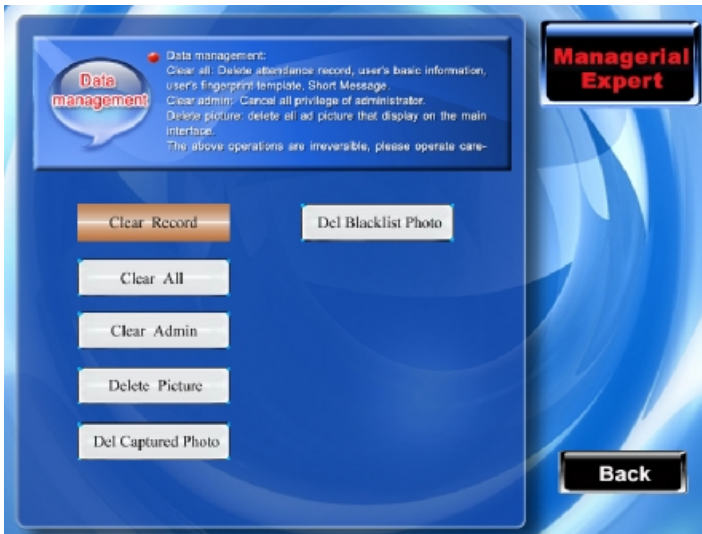 Data management
Data management:
Clear all: Delete attendance record, user's basic information,
user's fingerprint template, Short Message.
Clear admin: Cancel all privilege of administrator.
Delete picture: delete all ad picture that display on the main
interface.
The above operations are irreversible, please operate care-
Managerial
Expert
Clear Record
Del Blacklist Photo
Clear All
Clear Admin
Delete Picture
Del Captured Photo
Back